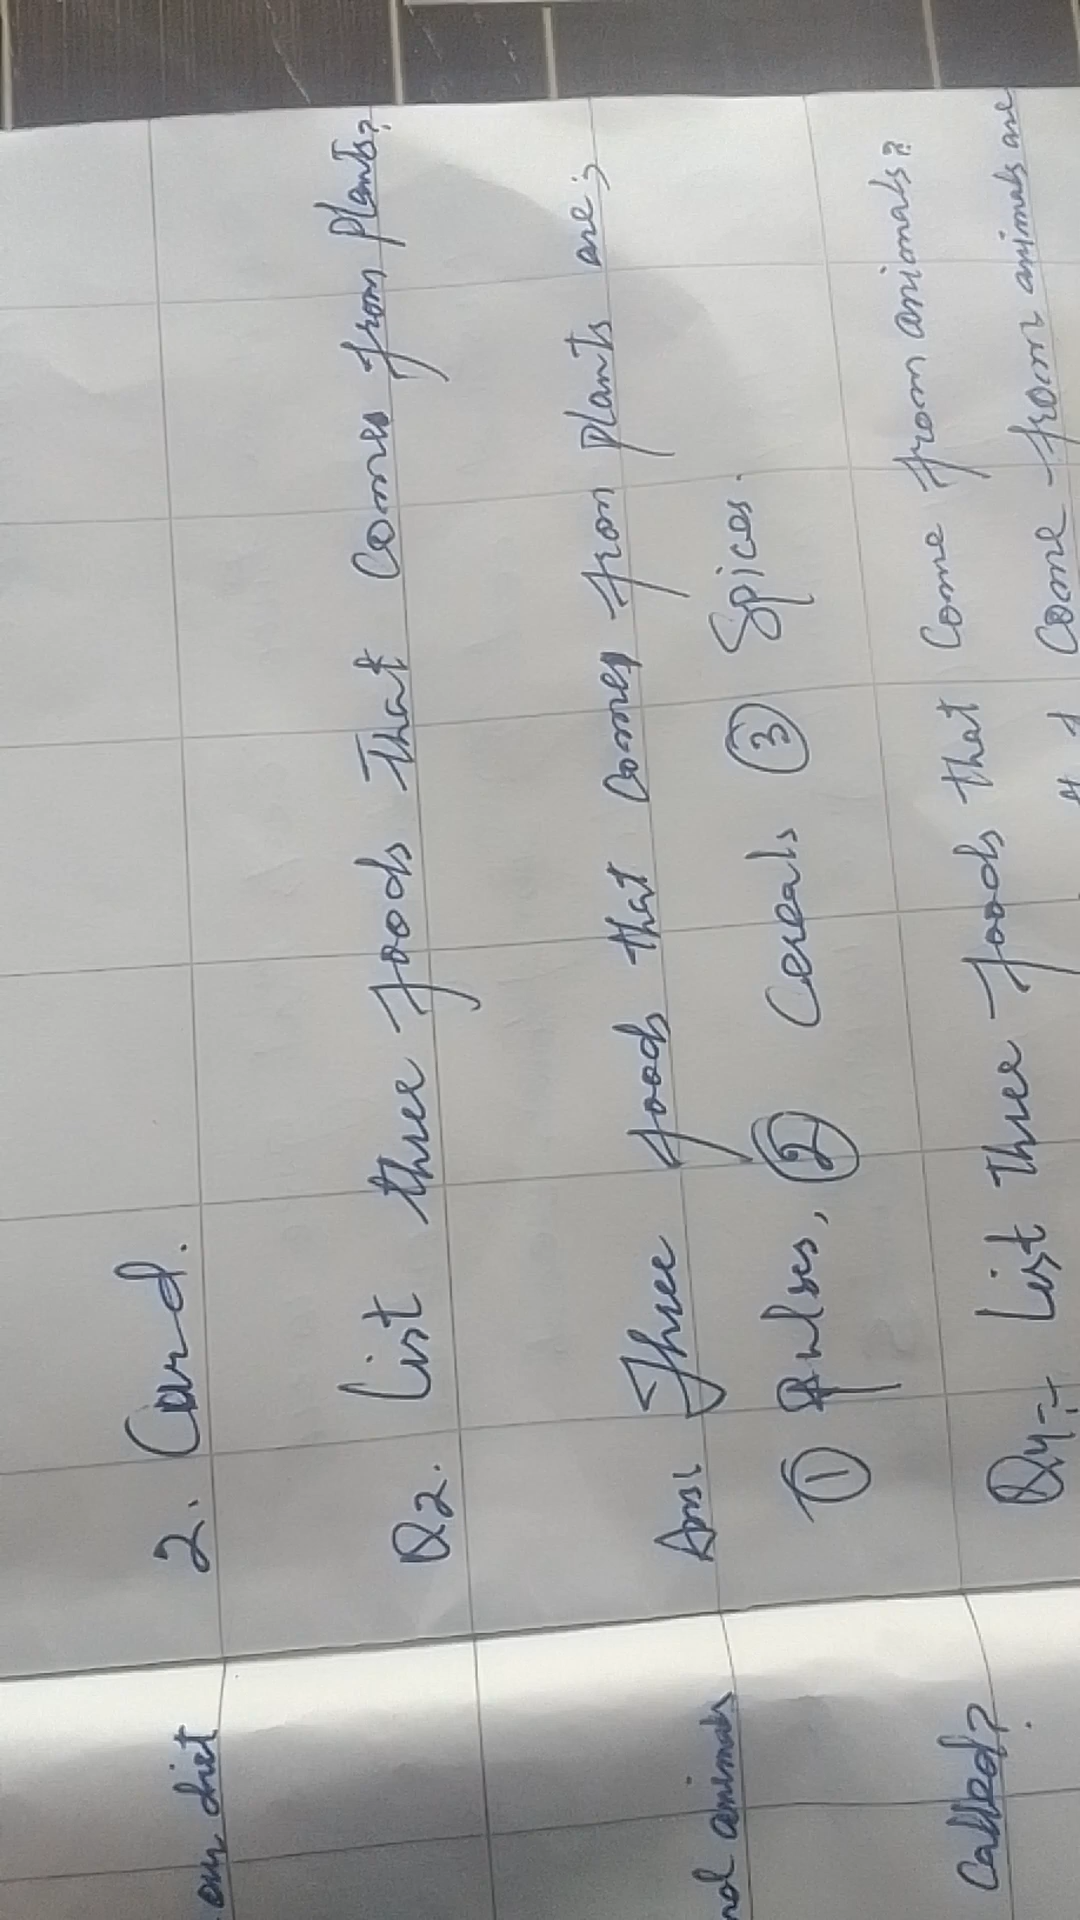 2. Curd.
Q2. List three foods That Comes from plants?
Ans: Three foods that Comes from plants are;
① Pulses, ② Cereals ③ Spices.
Q4:- List Three foods that Come from animals?
Come from animals are
our diet
animals
Called?